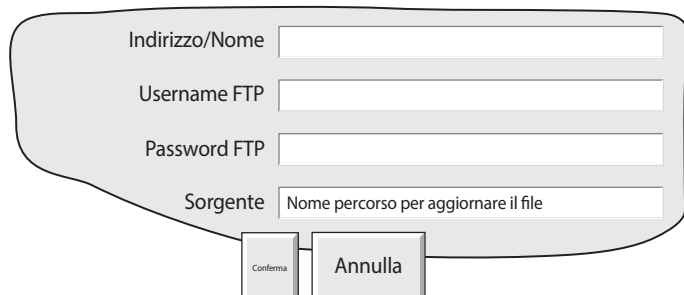 Indirizzo/Nome
Username FTP
Password FTP
Sorgente Nome percorso per aggiornare il file
Conferma Annulla